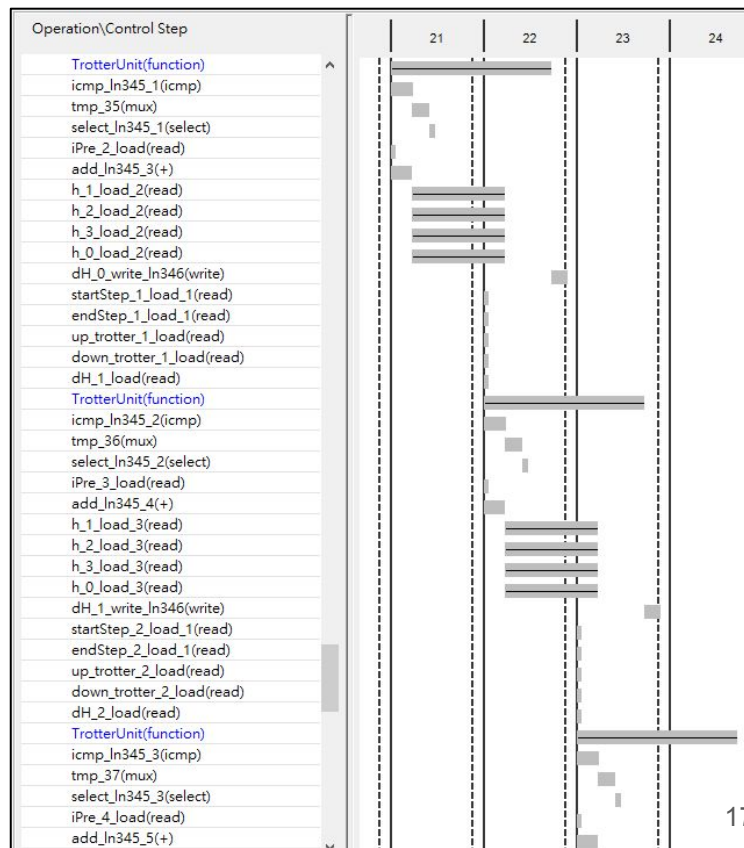 Operation\Control Step
21 22 23 24
TrotterUnit(function)
icmp_ln345_1(icmp)
tmp_35(mux)
select_ln345_1(select)
iPre_2_load(read)
add_ln345_3(+)
h_1_load_2(read)
h_2_load_2(read)
h_3_load_2(read)
h_0_load_2(read)
dH_0_write_ln346(write)
startStep_1_load_1(read)
endStep_1_load_1(read)
up_trotter_1_load(read)
down_trotter_1_load(read)
dH_1_load(read)
TrotterUnit(function)
icmp_ln345_2(icmp)
tmp_36(mux)
select_ln345_2(select)
iPre_3_load(read)
add_ln345_4(+)
h_1_load_3(read)
h_2_load_3(read)
h_3_load_3(read)
h_0_load_3(read)
dH_1_write_ln346(write)
startStep_2_load_1(read)
endStep_2_load_1(read)
up_trotter_2_load(read)
down_trotter_2_load(read)
dH_2_load(read)
TrotterUnit(function)
icmp_ln345_3(icmp)
tmp_37(mux)
select_ln345_3(select)
iPre_4_load(read)
add_ln345_5(+)
17